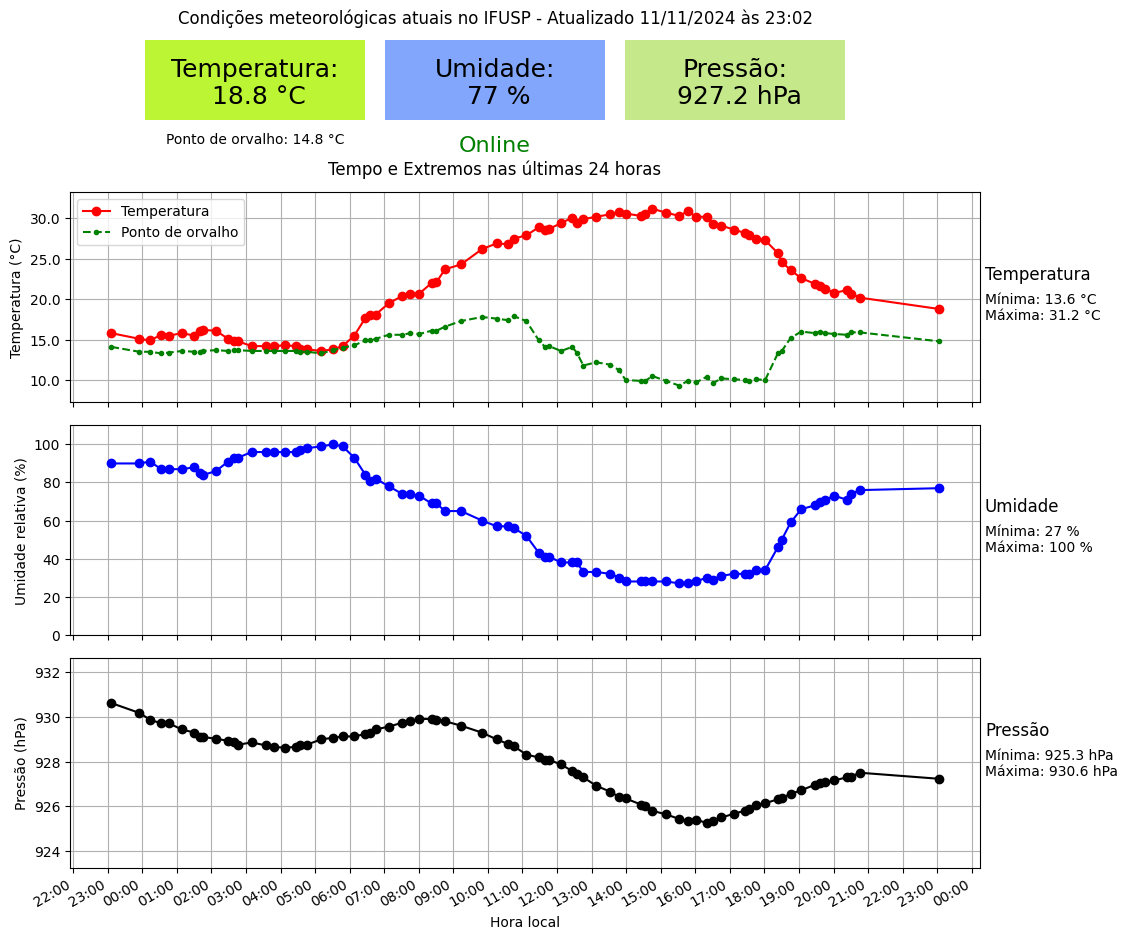 Condições meteorológicas atuais no IFUSP - Atualizado 11/11/2024 às 23:02
Temperatura:
18.8 °C
Umidade:
77 %
Pressão:
927.2 hPa
Ponto de orvalho: 14.8 °C
Online
Tempo e Extremos nas últimas 24 horas
Temperatura (°C)
30.0
25.0
20.0
15.0
10.0
Temperatura
Ponto de orvalho
Temperatura
Mínima: 13.6 °C
Máxima: 31.2 °C
Umidade relativa (%)
100
80
60
40
20
0
Umidade
Mínima: 27 %
Máxima: 100 %
Pressão (hPa)
932
930
928
926
924
Pressão
Mínima: 925.3 hPa
Máxima: 930.6 hPa
22:00 23:00 00:00 01:00 02:00 03:00 04:00 05:00 06:00 07:00 08:00 09:00 10:00 11:00 12:00 13:00 14:00 15:00 16:00 17:00 18:00 19:00 20:00 21:00 22:00 23:00 00:00
Hora local